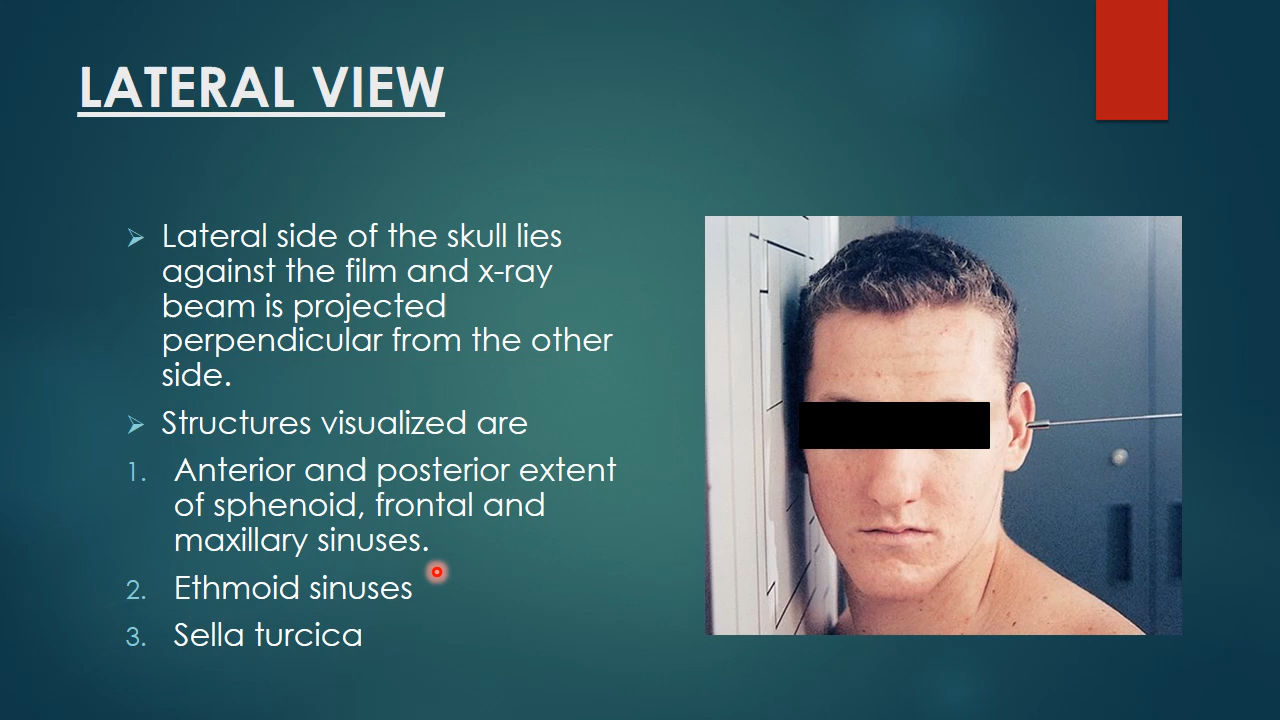 LATERAL VIEW
Lateral side of the skull lies
against the film and x-ray
beam is projected
perpendicular from the other
side.
Structures visualized are
1. Anterior and posterior extent
of sphenoid, frontal and
maxillary sinuses.
2. Ethmoid sinuses
3. Sella turcica